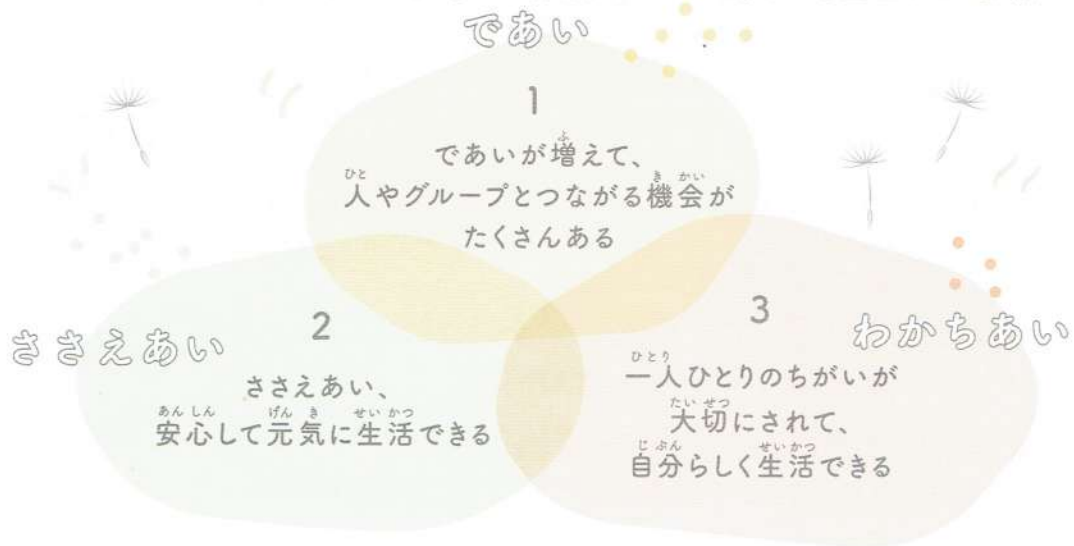 であい
1
であいが増えて、
人やグループとつながる機会が
たくさんある
ささえあい
2
ささえあい、
安心して元気に生活できる
わかちあい
3
一人ひとりのちがいが
大切にされて、
自分らしく生活できる